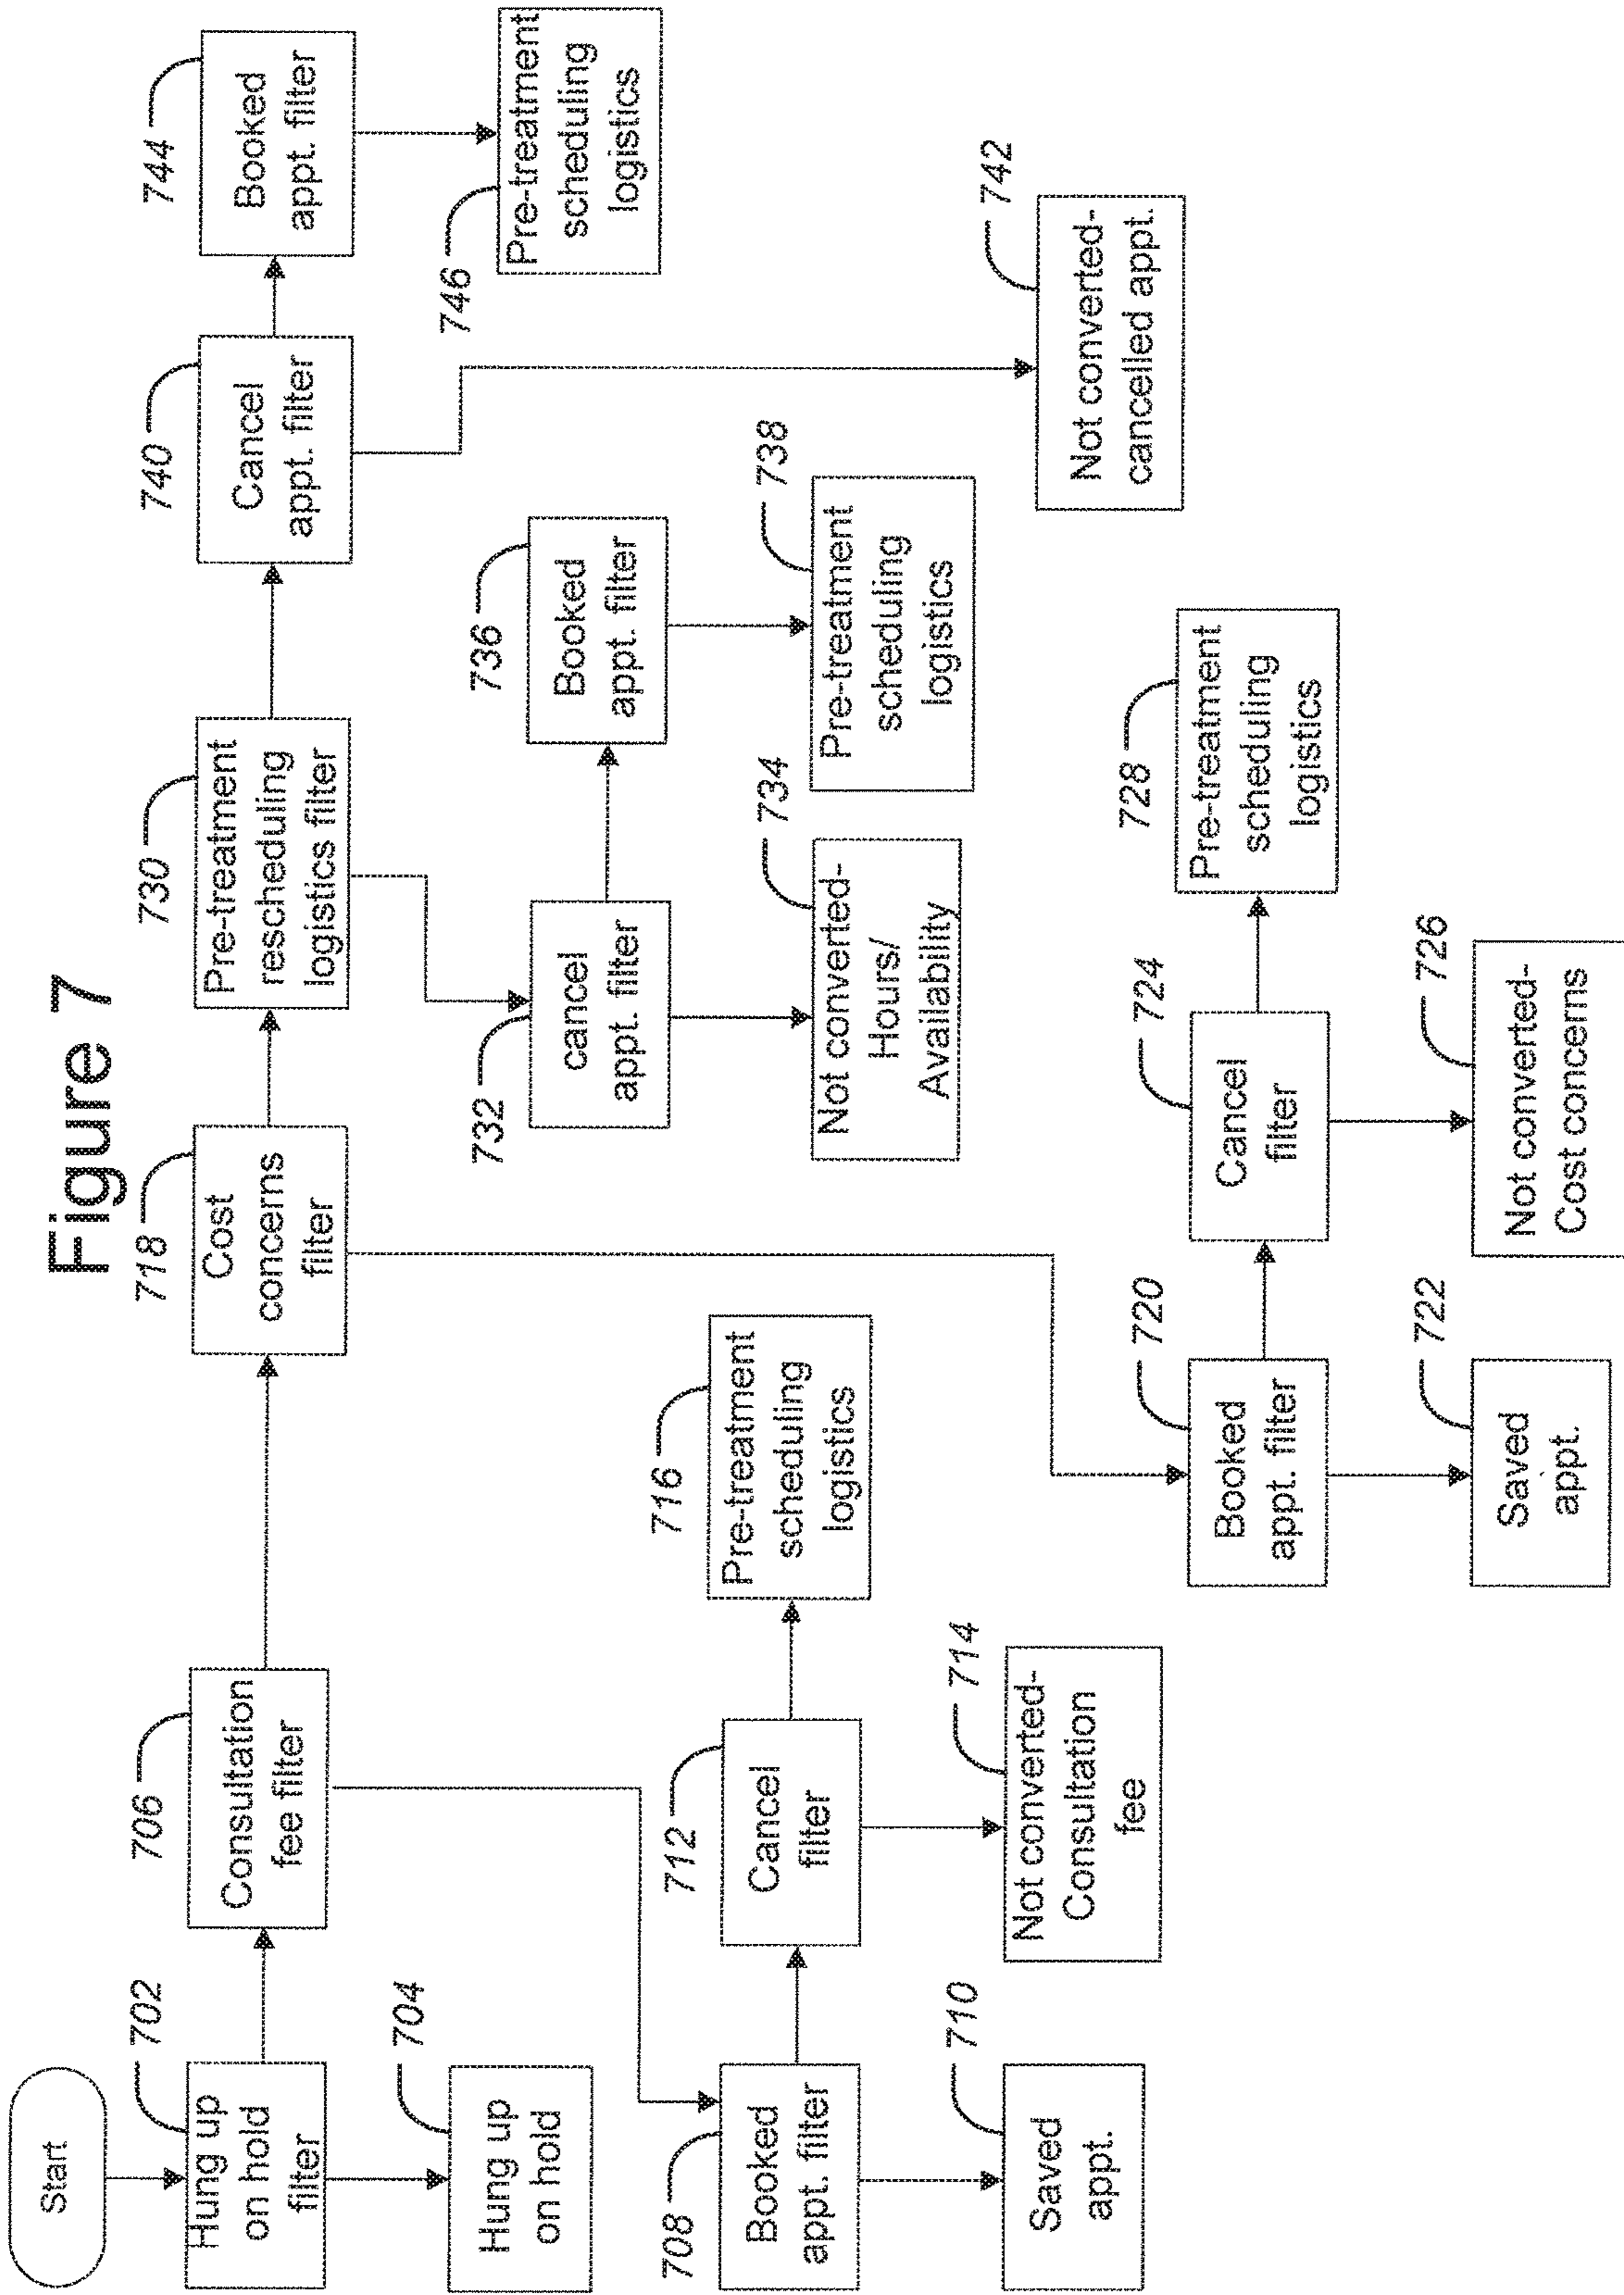 Figure 7
Start
702
Hung up
on hold
filter
704
Hung up
on hold
706
Consultation
fee filter
708
Booked
appt. filter
710
Saved
appt.
712
Cancel
filter
714
Not converted-
Consultation
fee
716
Pre-treatment
scheduling
logistics
718
Cost
concerns
filter
720
Booked
appt. filter
722
Saved
appt.
724
Cancel
filter
726
Not converted-
Cost concerns
728
Pre-treatment
scheduling
logistics
730
Pre-treatment
rescheduling
logistics filter
732
cancel
appt. filter
734
Not converted-
Hours/
Availability
736
Booked
appt. filter
738
Pre-treatment
scheduling
logistics
740
Cancel
appt. filter
742
Not converted-
cancelled appt.
744
Booked
appt. filter
746
Pre-treatment
scheduling
logistics